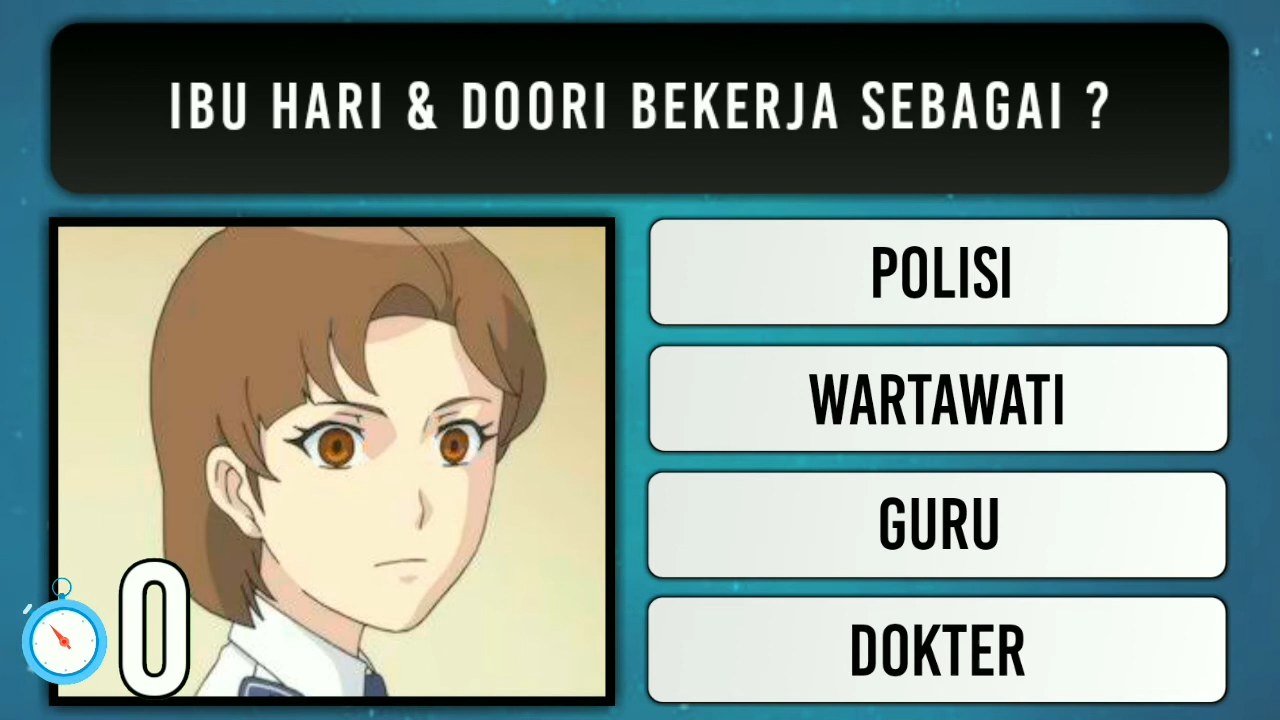 IBU HARI & DOORI BEKERJA SEBAGAI ?
POLISI
WARTAWATI
GURU
DOKTER
0